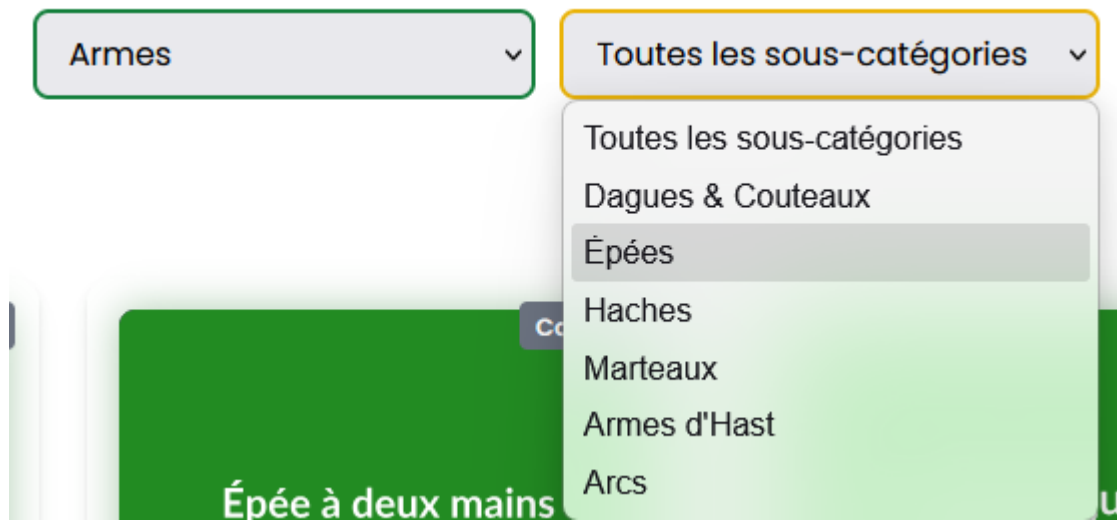 Armes
Toutes les sous-catégories
Toutes les sous-catégories
Dagues & Couteaux
Épées
Haches
Marteaux
Armes d'Hast
Arcs
Épée à deux mains